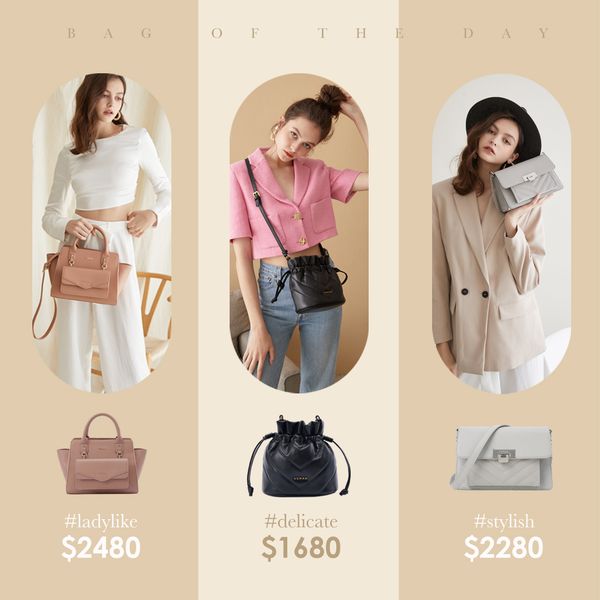 BAG OF THE DAY
#ladylike
$2480
#delicate
$1680
#stylish
$2280